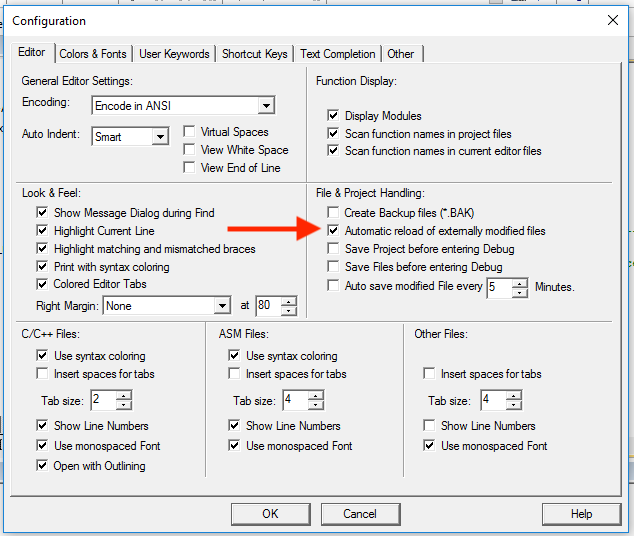 Configuration
Editor
Colors & Fonts
User Keywords
Shortcut Keys
Text Completion
Other
General Editor Settings:
Encoding:
Encode in ANSI
Auto Indent:
Smart
Virtual Spaces
View White Space
View End of Line
Function Display:
Display Modules
Scan function names in project files
Scan function names in current editor files
Look & Feel:
Show Message Dialog during Find
Highlight Current Line
Highlight matching and mismatched braces
Print with syntax coloring
Colored Editor Tabs
Right Margin:
None
at
80
File & Project Handling:
Create Backup files (*.BAK)
Automatic reload of externally modified files
Save Project before entering Debug
Save Files before entering Debug
Auto save modified File every
5
Minutes.
C/C++ Files:
Use syntax coloring
Insert spaces for tabs
Tab size:
2
Show Line Numbers
Use monospaced Font
Open with Outlining
ASM Files:
Use syntax coloring
Insert spaces for tabs
Tab size:
4
Show Line Numbers
Use monospaced Font
Other Files:
Insert spaces for tabs
Tab size:
4
Show Line Numbers
Use monospaced Font
OK
Cancel
Help